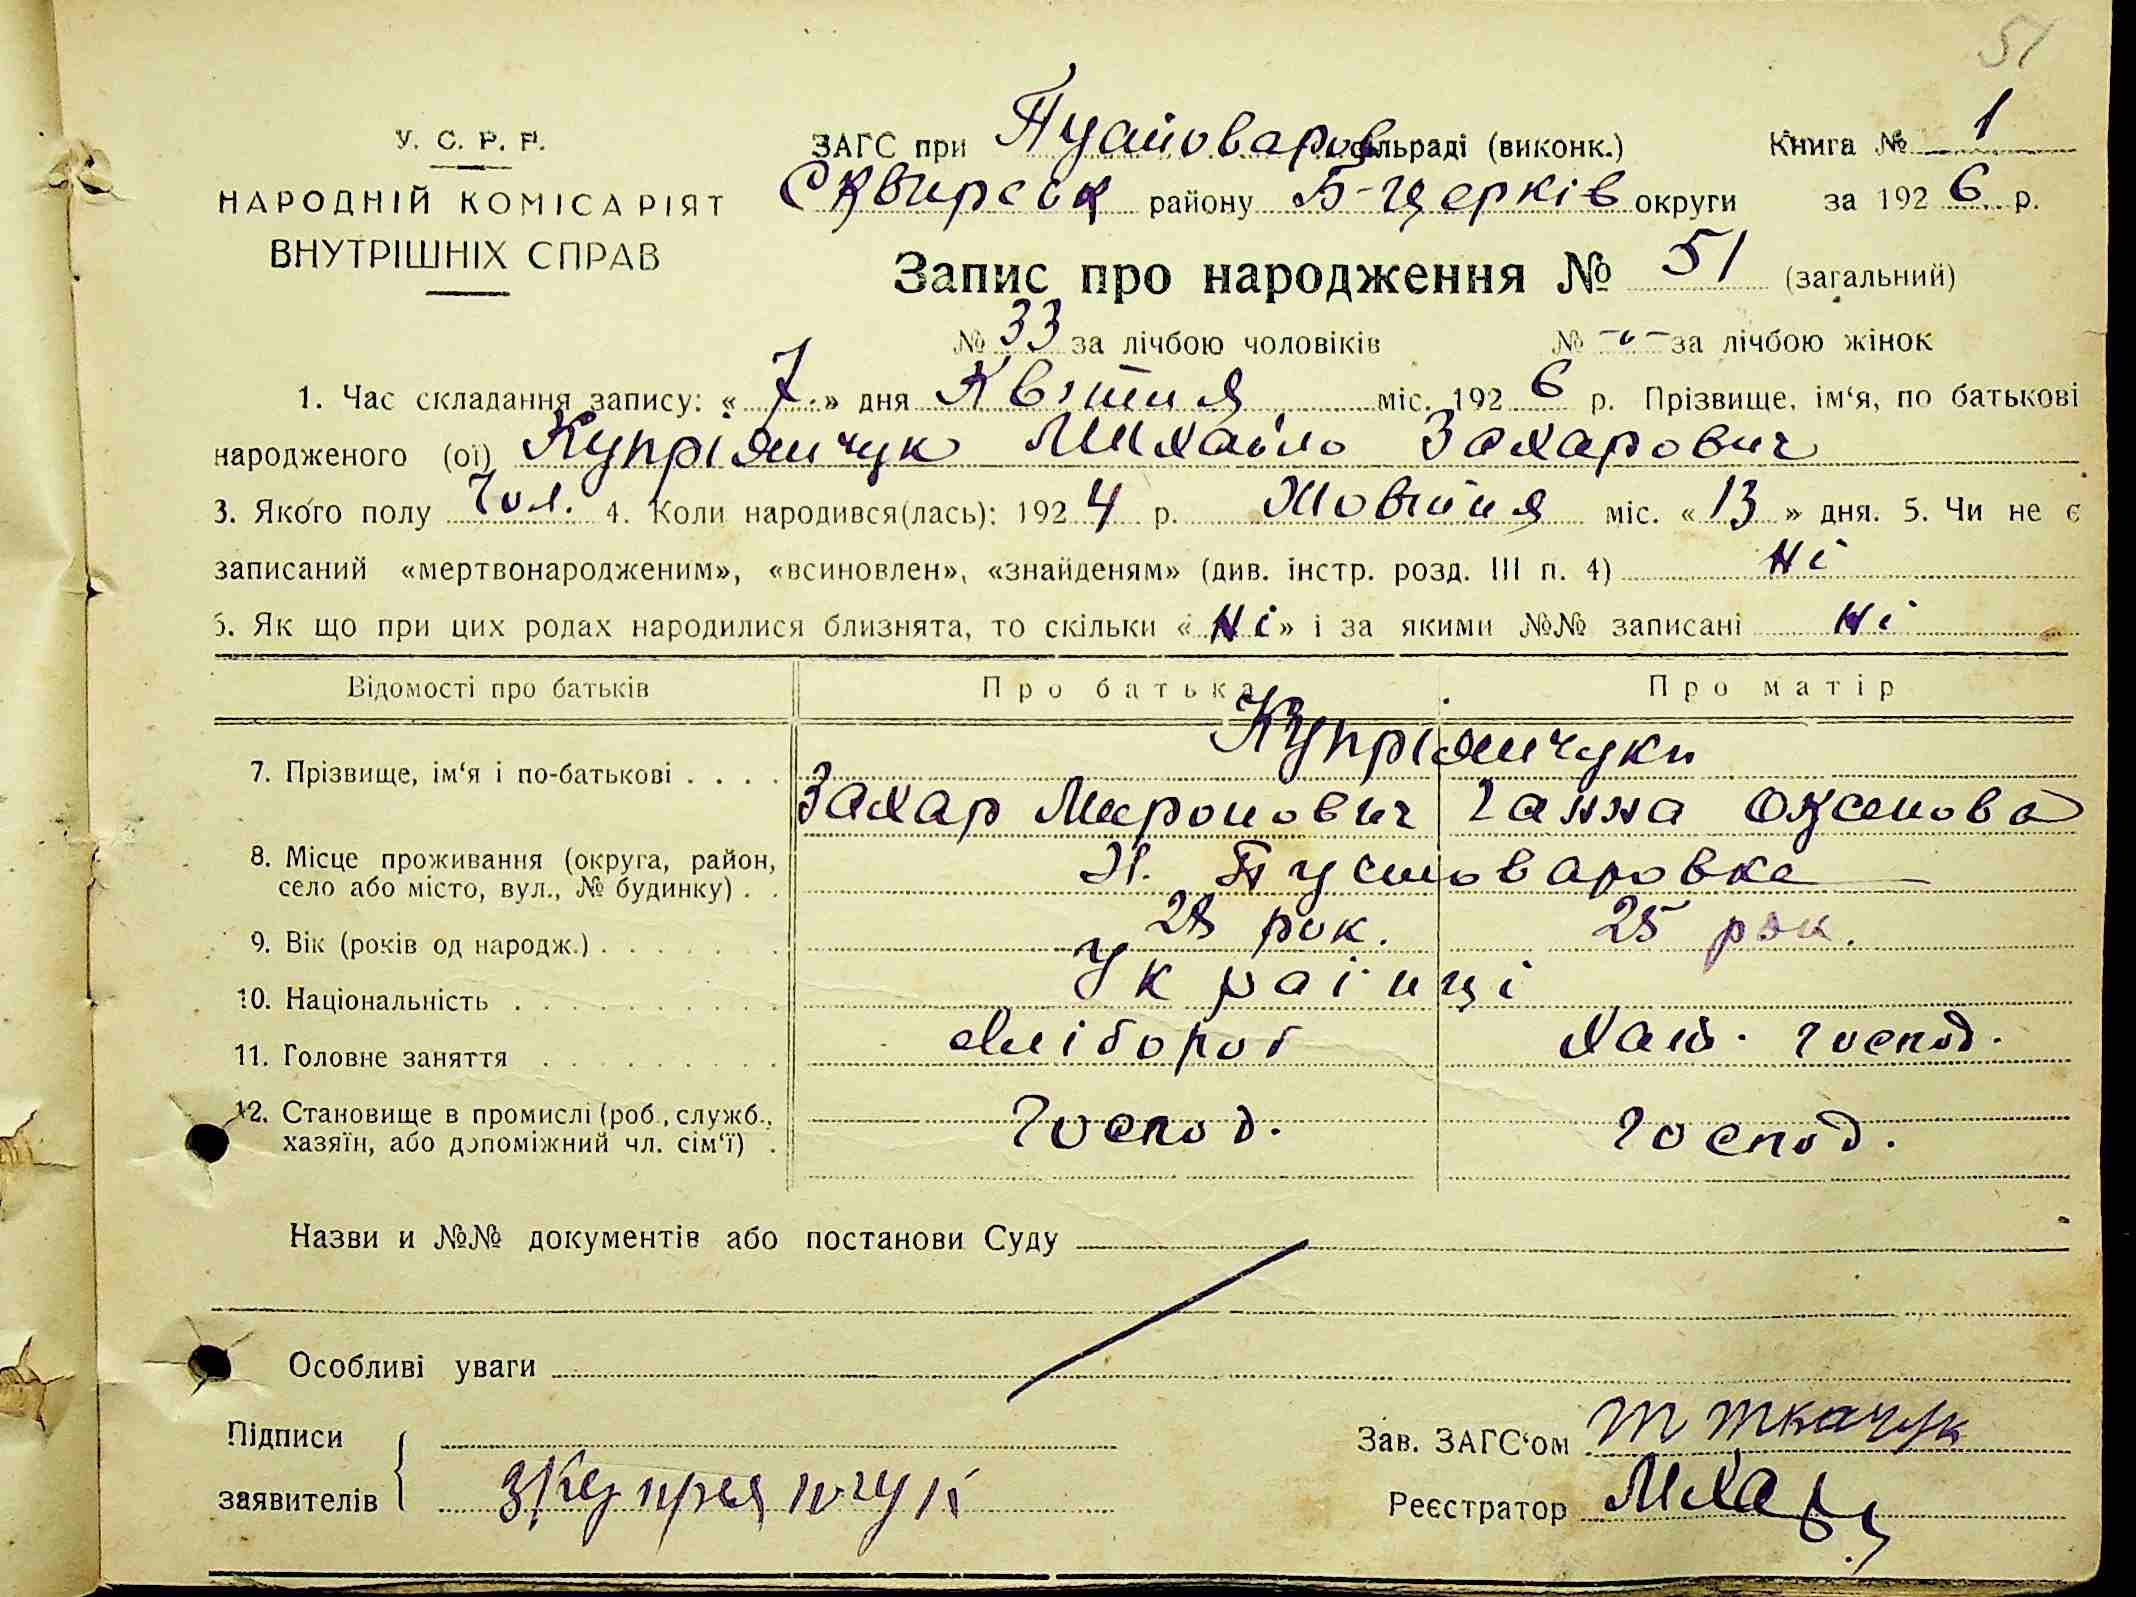 51
У. С. Р. Р.
НАРОДНІЙ КОМІСАРІЯТ
ВНУТРІШНІХ СПРАВ
ЗАГС при Пустоваров сільраді (виконк.) Книга № 1
Сквирськ району Б-Церків округи за 1926 р.
Запис про народження № 51 (загальний)
№ 33 за лічбою чоловіків № -"- за лічбою жінок
1. Час складання запису: « 7 » дня Квітня міс. 1926 р. Прізвище, ім‘я, по батькові
народженого (ої) Купріянчук Михайло Захарович
3. Якого полу Чол. 4. Коли народився(лась): 1924 р. Жовтня міс. « 13 » дня. 5. Чи не є
записаний «мертвонародженим», «всиновлен», «знайденям» (див. інстр. розд. III п. 4) Ні
6. Як що при цих родах народилися близнята, то скільки « Ні » і за якими №№ записані Ні
Відомості про батьків Про батька Про матір
7. Прізвище, ім‘я і по-батькові . . . . Купріянчуки
Захар Миронович Ганна Оксенова
8. Місце проживання (округа, район,
село або місто, вул., № будинку) . . Пустоваровке
9. Вік (років од народж.) . . . . . . . 28 рок. 25 рок.
10. Національність . . . . . . . . . . Украінці
11. Головне заняття . . . . . . . . . Хлібороб Хат. господ.
12. Становище в промислі (роб., служб.,
хазяїн, або допоміжний чл. сім‘ї) . Господ. господ.
Назви и №№ документів або постанови Суду
Особливі уваги
Підписи
заявителів ЗКупреянчук
Зав. ЗАГС‘ом Т Ткачук
Реєстратор